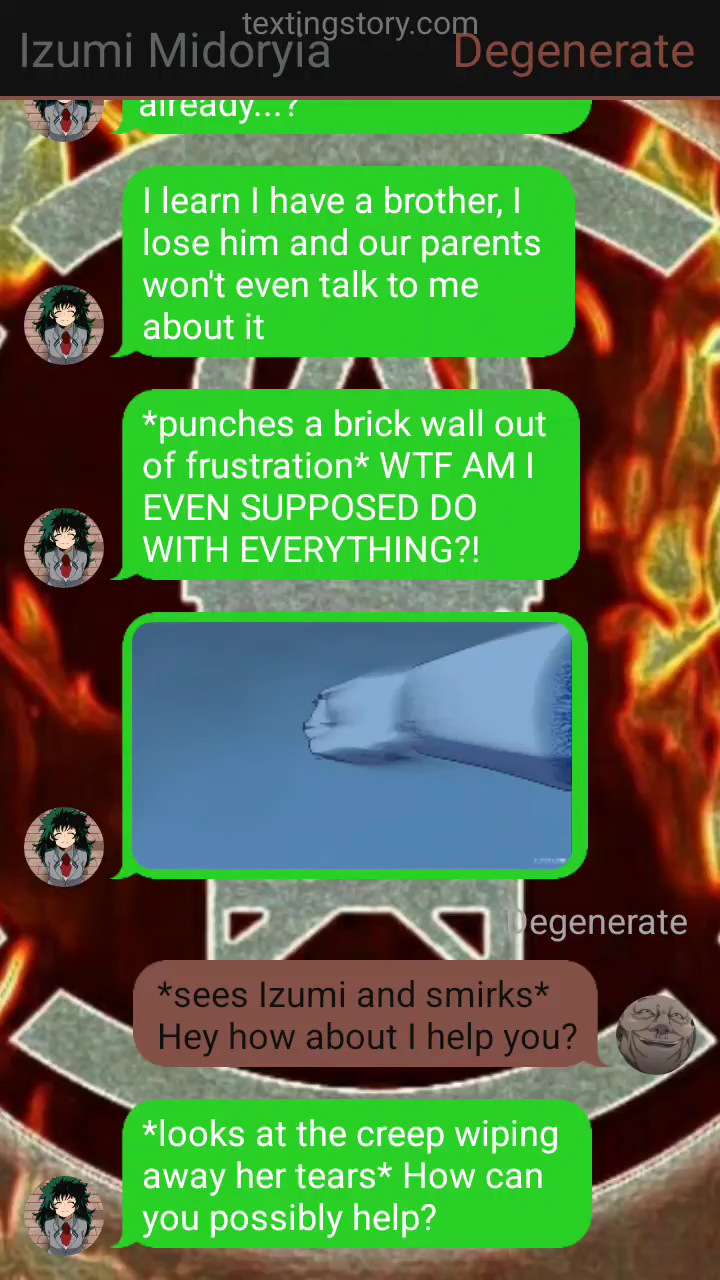 textingstory.com
Izumi Midoryia
Degenerate
already...?
I learn I have a brother, I
lose him and our parents
won't even talk to me
about it
*punches a brick wall out
of frustration* WTF AM I
EVEN SUPPOSED DO
WITH EVERYTHING?!
Degenerate
*sees Izumi and smirks*
Hey how about I help you?
*looks at the creep wiping
away her tears* How can
you possibly help?